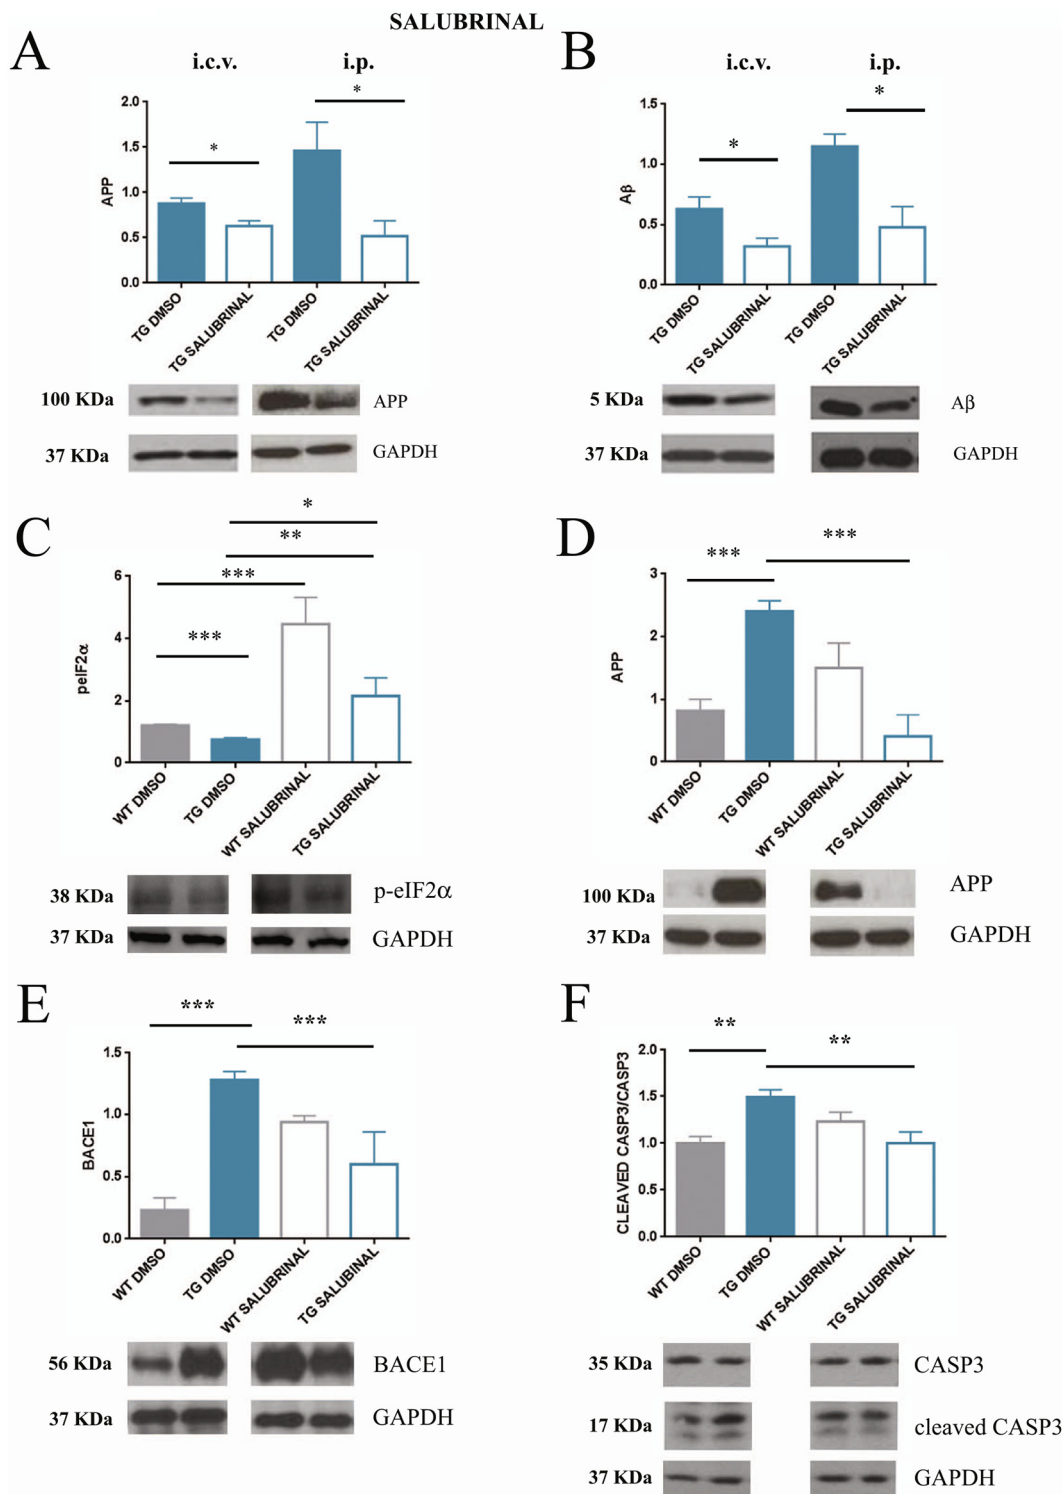 SALUBRINAL
A
i.c.v.
i.p.
*
*
2.0
1.5
1.0
0.5
0.0
APP
TG DMSO
TG SALUBRINAL
TG DMSO
TG SALUBRINAL
100 KDa
APP
37 KDa
GAPDH
B
i.c.v.
i.p.
*
*
1.5
1.0
0.5
0.0
Aβ
TG DMSO
TG SALUBRINAL
TG DMSO
TG SALUBRINAL
5 KDa
Aβ
37 KDa
GAPDH
C
*
**
***
***
6
4
2
0
peIF2α
WT DMSO
TG DMSO
WT SALUBRINAL
TG SALUBRINAL
38 KDa
p-eIF2α
37 KDa
GAPDH
D
***
***
3
2
1
0
APP
WT DMSO
TG DMSO
WT SALUBRINAL
TG SALUBRINAL
100 KDa
APP
37 KDa
GAPDH
E
***
***
1.5
1.0
0.5
0.0
BACE1
WT DMSO
TG DMSO
WT SALUBRINAL
TG SALUBINAL
56 KDa
BACE1
37 KDa
GAPDH
F
**
**
2.0
1.5
1.0
0.5
0.0
CLEAVED CASP3/CASP3
WT DMSO
TG DMSO
WT SALUBRINAL
TG SALUBRINAL
35 KDa
CASP3
17 KDa
cleaved CASP3
37 KDa
GAPDH